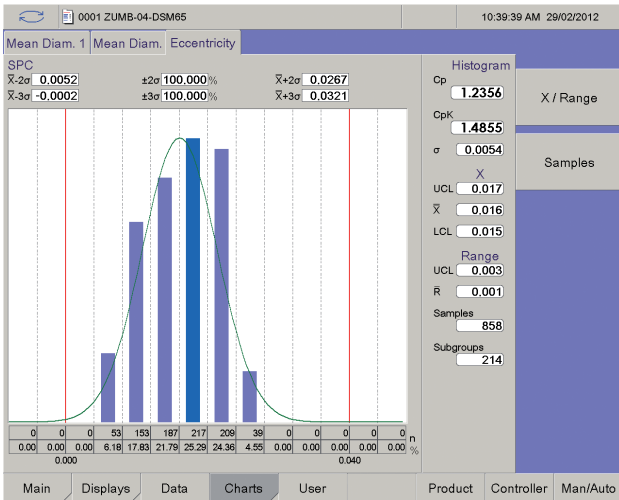 0001 ZUMB-04-DSM65 10:39:39 AM 29/02/2012
Mean Diam. 1 Mean Diam. Eccentricity
SPC
X̅-2σ 0.0052 ±2σ 100,000% X̅+2σ 0.0267
X̅-3σ -0.0002 ±3σ 100,000% X̅+3σ 0.0321
Histogram
Cp
1.2356
CpK
1.4855
σ 0.0054
X
UCL 0.017
X̅ 0.016
LCL 0.015
Range
UCL 0.003
R̅ 0.001
Samples
858
Subgroups
214
X / Range
Samples
0 0 0 53 153 187 217 209 39 0 0 0 0 0 n
0.00 0.00 0.00 6.18 17.83 21.79 25.29 24.36 4.55 0.00 0.00 0.00 0.00 0.00 %
0.000 0.040
Main Displays Data Charts User Product Controller Man/Auto